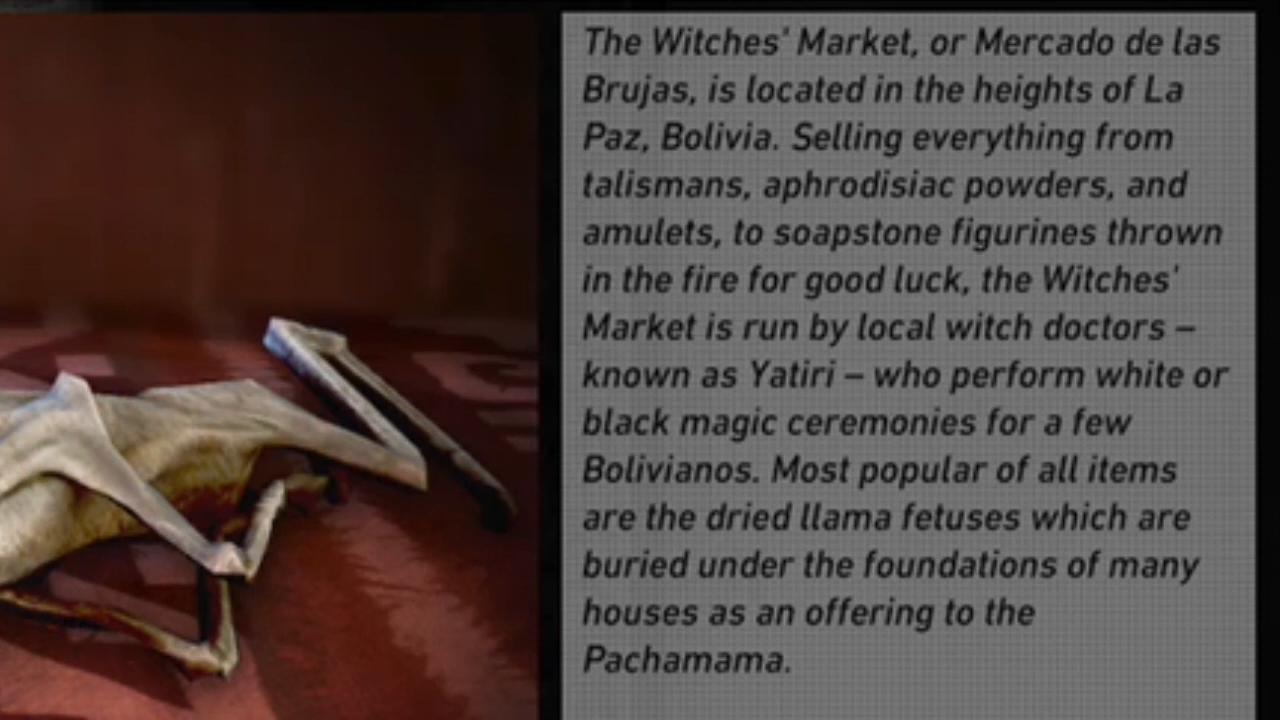 The Witches' Market, or Mercado de las
Brujas, is located in the heights of La
Paz, Bolivia. Selling everything from
talismans, aphrodisiac powders, and
amulets, to soapstone figurines thrown
in the fire for good luck, the Witches'
Market is run by local witch doctors –
known as Yatiri – who perform white or
black magic ceremonies for a few
Bolivianos. Most popular of all items
are the dried llama fetuses which are
buried under the foundations of many
houses as an offering to the
Pachamama.